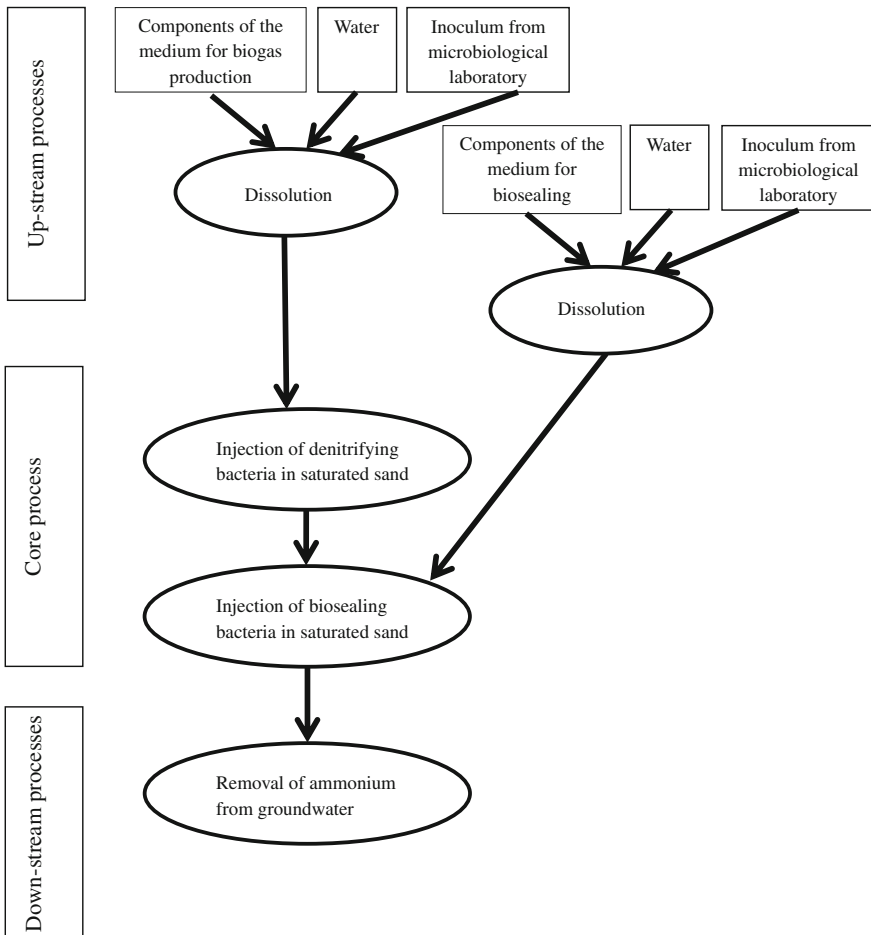 Up-stream processes
Components of the
medium for biogas
production
Water
Inoculum from
microbiological
laboratory
Dissolution
Components of the
medium for
biosealing
Water
Inoculum from
microbiological
laboratory
Dissolution
Core process
Injection of denitrifying
bacteria in saturated sand
Injection of biosealing
bacteria in saturated sand
Down-stream processes
Removal of ammonium
from groundwater